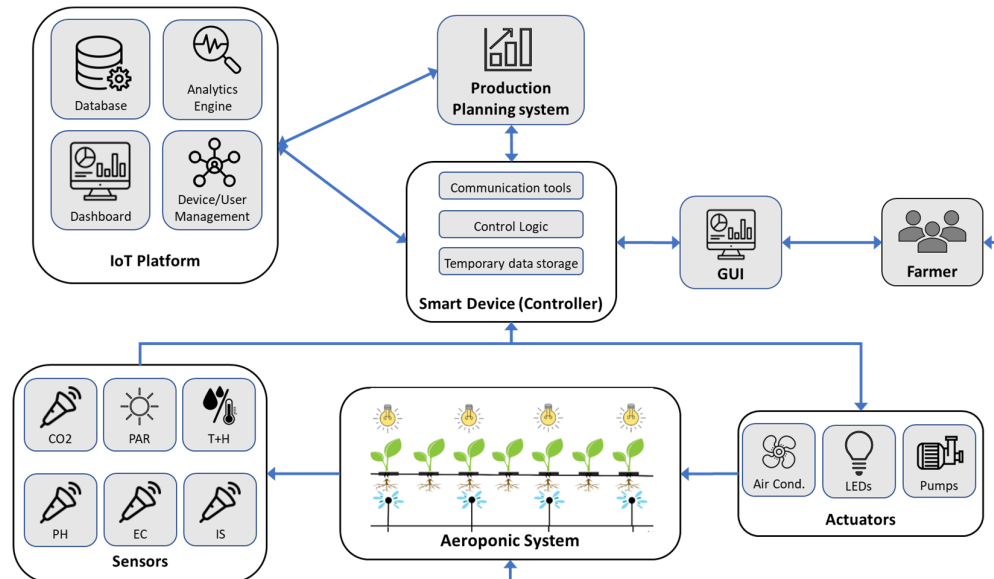 Database
Analytics
Engine
Dashboard
Device/User
Management
IoT Platform
Production
Planning system
Communication tools
Control Logic
Temporary data storage
Smart Device (Controller)
GUI
Farmer
CO2
PAR
T+H
PH
EC
IS
Sensors
Aeroponic System
Air Cond.
LEDs
Pumps
Actuators